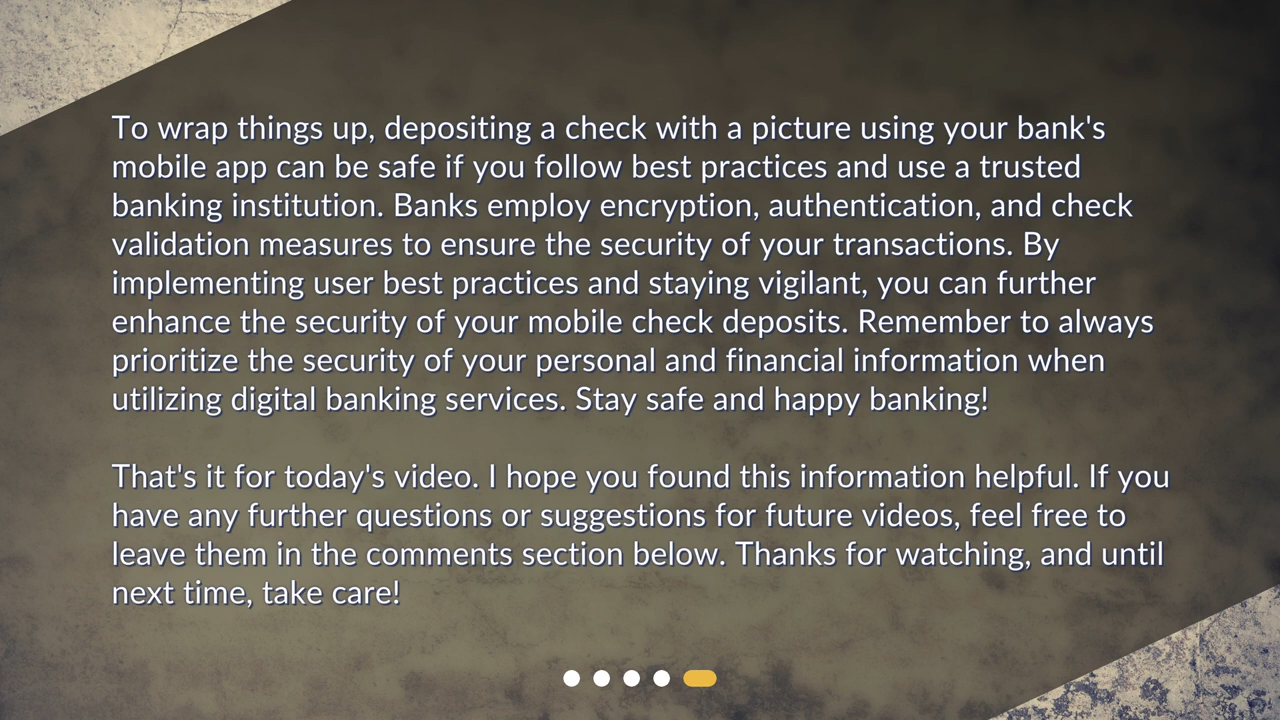 To wrap things up, depositing a check with a picture using your bank's
mobile app can be safe if you follow best practices and use a trusted
banking institution. Banks employ encryption, authentication, and check
validation measures to ensure the security of your transactions. By
implementing user best practices and staying vigilant, you can further
enhance the security of your mobile check deposits. Remember to always
prioritize the security of your personal and financial information when
utilizing digital banking services. Stay safe and happy banking!
That's it for today's video. I hope you found this information helpful. If you
have any further questions or suggestions for future videos, feel free to
leave them in the comments section below. Thanks for watching, and until
next time, take care!